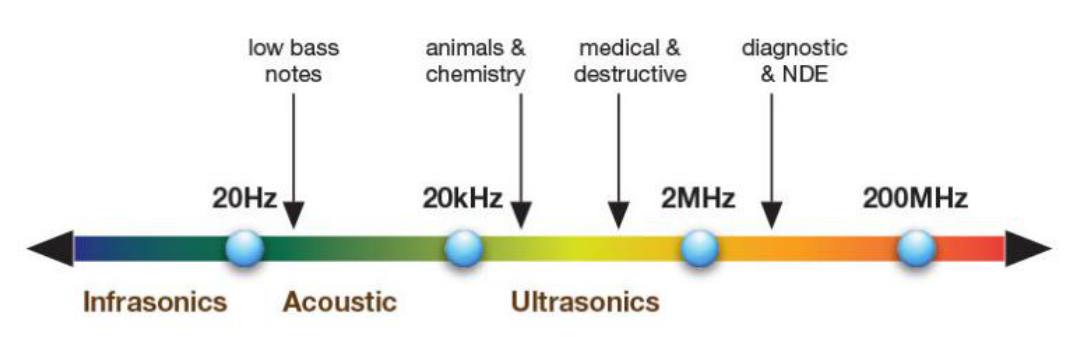 low bass
notes
animals &
chemistry
medical &
destructive
diagnostic
& NDE
20Hz
20kHz
2MHz
200MHz
Infrasonics
Acoustic
Ultrasonics